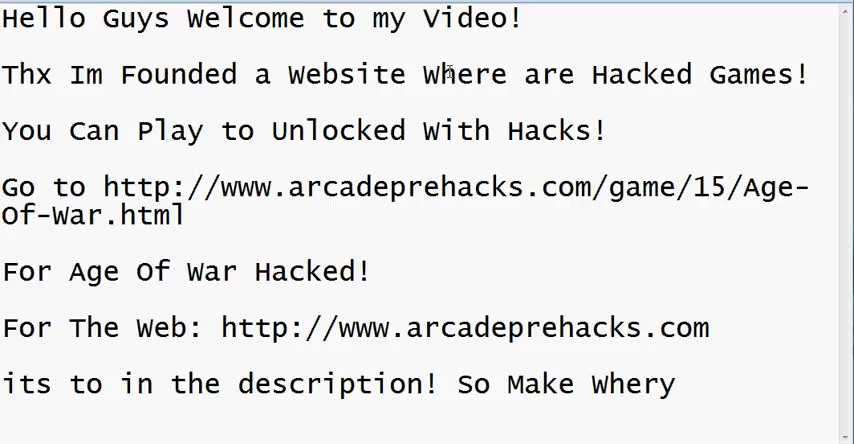 Hello Guys Welcome to my Video!
Thx Im Founded a Website Where are Hacked Games!
You Can Play to Unlocked With Hacks!
Go to http://www.arcadeprehacks.com/game/15/Age-
Of-War.html
For Age Of War Hacked!
For The Web: http://www.arcadeprehacks.com
its to in the description! So Make Whery